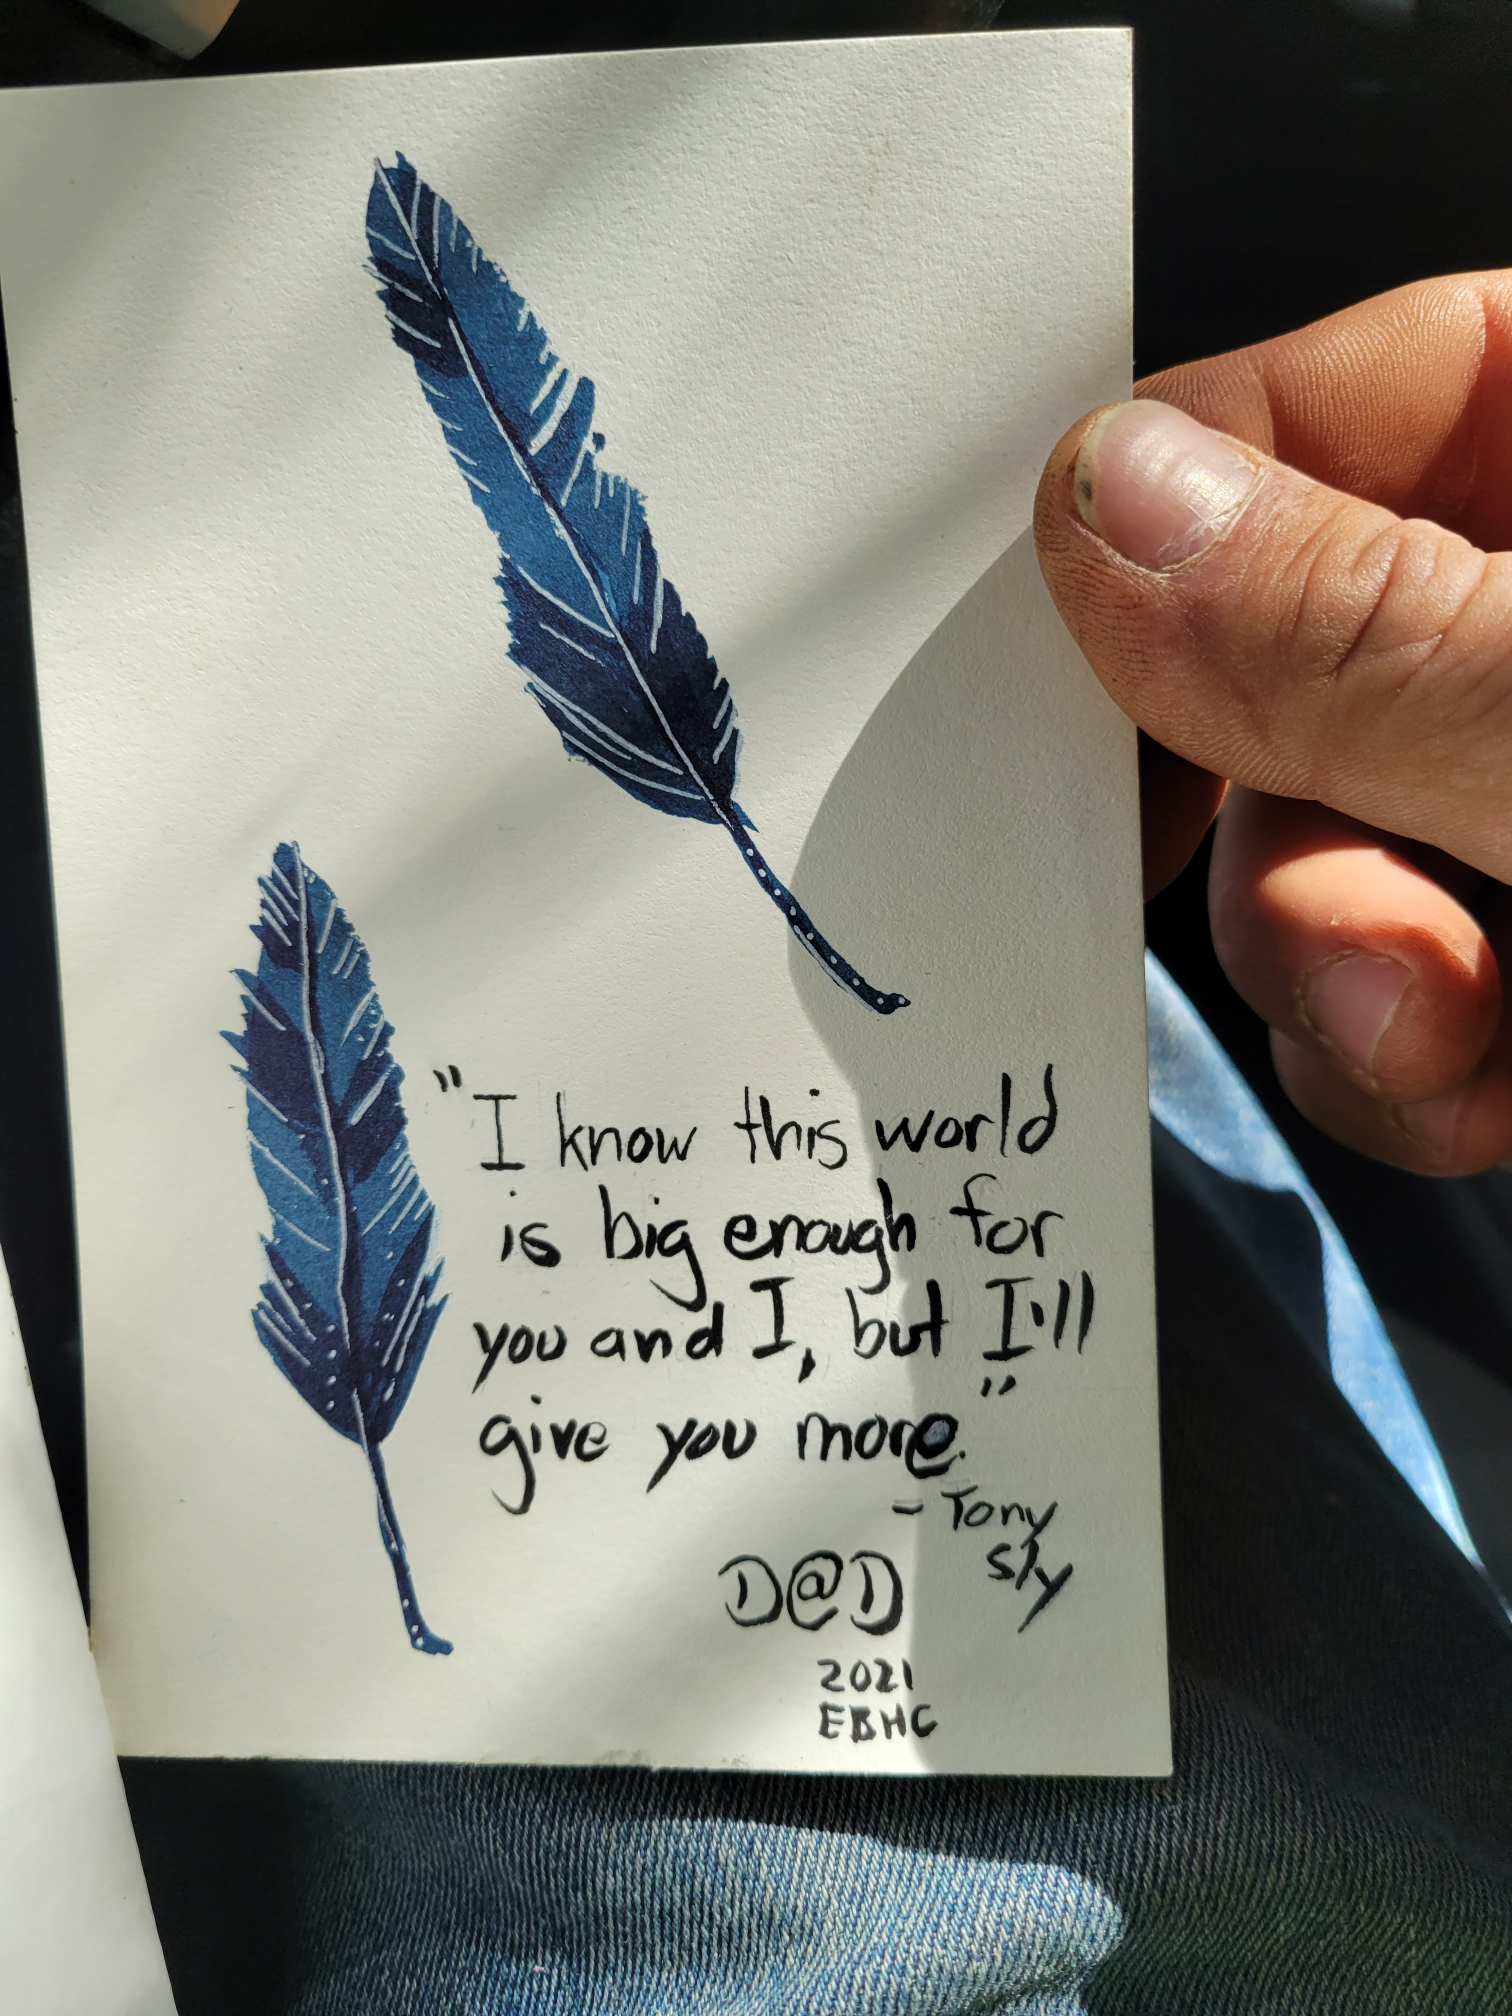 "I know this world
is big enough for
you and I, but I'll
give you more."
- Tony
Sly
D@D
2021
EBHC